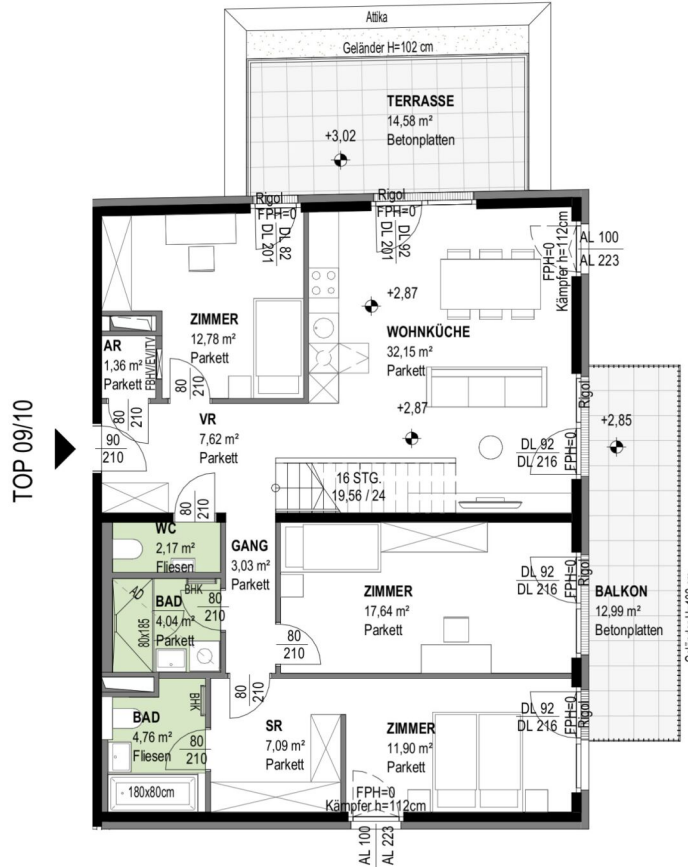 Attika
Geländer H=102 cm
TERRASSE
14,58 m²
Betonplatten
+3,02
Rigol
FPH=0
DL 82
DL 201
Rigol
FPH=0
DL 92
DL 201
FPH=0
Kämpfer h=112cm
AL 100
AL 223
ZIMMER
12,78 m²
Parkett
+2,87
WOHNKÜCHE
32,15 m²
Parkett
AR
1,36 m²
Parkett
FBHV/EV/ITV
80
210
80
210
TOP 09/10
90
210
VR
7,62 m²
Parkett
+2,87
Rigol
+2,85
DL 92
DL 216
FPH=0
16 STG.
19,56 / 24
80
210
WC
2,17 m²
Fliesen
GANG
3,03 m²
Parkett
BAD
4,04 m²
Parkett
BHK
AD
80x185
80
210
ZIMMER
17,64 m²
Parkett
DL 92
DL 216
FPH=0
Rigol
BALKON
12,99 m²
Betonplatten
80
210
80
210
BAD
4,76 m²
Fliesen
BHK
80
210
SR
7,09 m²
Parkett
ZIMMER
11,90 m²
Parkett
DL 92
DL 216
FPH=0
Rigol
180x80cm
FPH=0
Kämpfer h=112cm
AL 100
AL 223